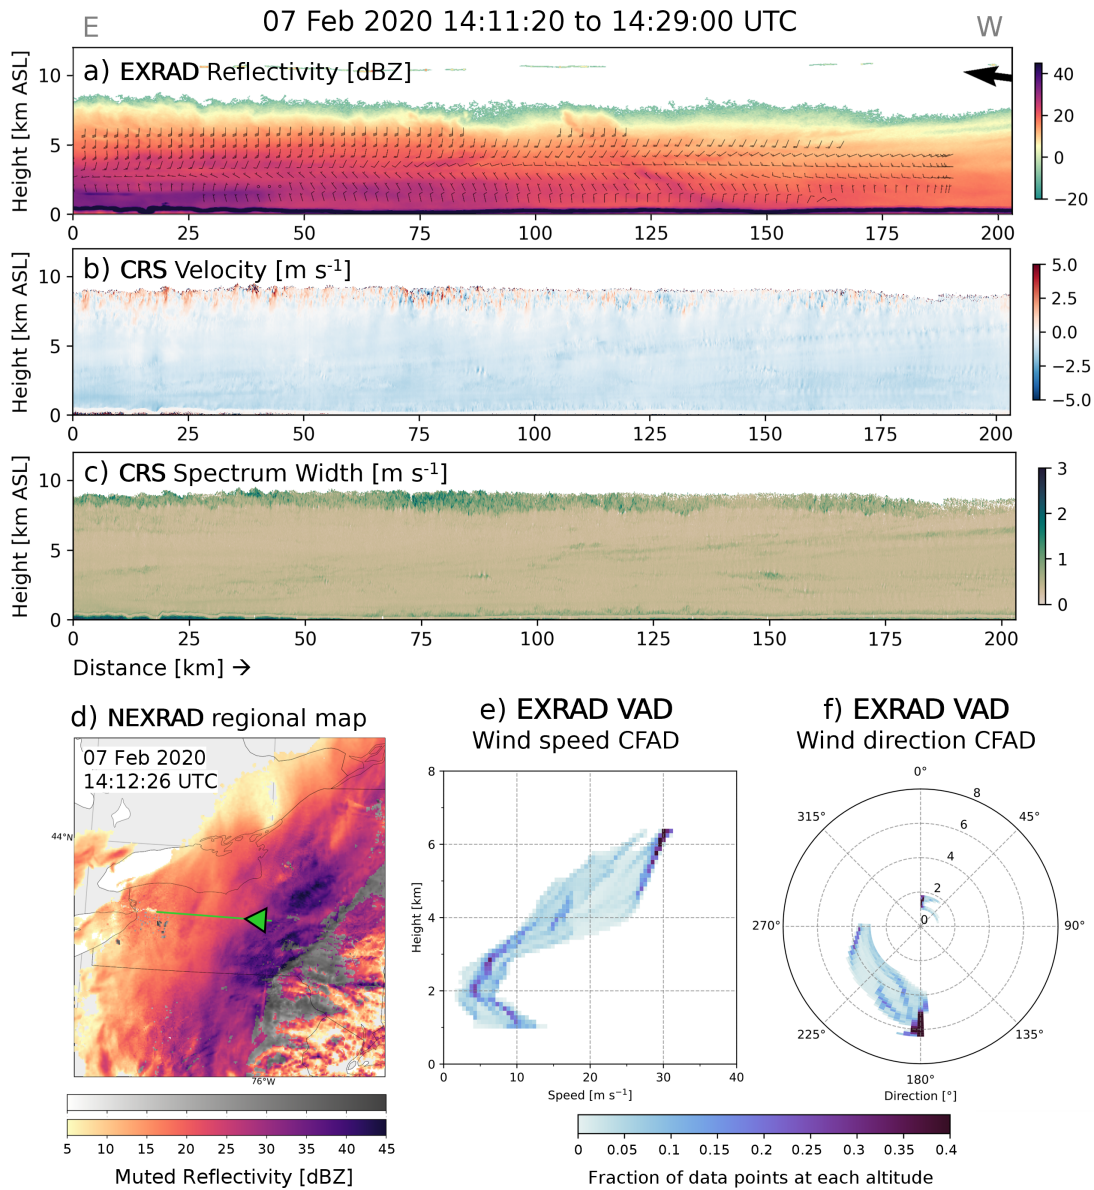 07 Feb 2020 14:11:20 to 14:29:00 UTC
E
W
a) EXRAD Reflectivity [dBZ]
Height [km ASL]
10
5
0
0 25 50 75 100 125 150 175 200
40
20
0
−20
b) CRS Velocity [m s-1]
Height [km ASL]
10
5
0
0 25 50 75 100 125 150 175 200
5.0
2.5
0.0
−2.5
−5.0
c) CRS Spectrum Width [m s-1]
Height [km ASL]
10
5
0
0 25 50 75 100 125 150 175 200
3
2
1
0
Distance [km] →
d) NEXRAD regional map
07 Feb 2020
14:12:26 UTC
44°N
76°W
5 10 15 20 25 30 35 40 45
Muted Reflectivity [dBZ]
e) EXRAD VAD
Wind speed CFAD
Height [km]
8
6
4
2
0
0 10 20 30 40
Speed [m s−1]
f) EXRAD VAD
Wind direction CFAD
0°
45°
90°
135°
180°
225°
270°
315°
8
6
4
2
0
Direction [°]
0 0.05 0.1 0.15 0.2 0.25 0.3 0.35 0.4
Fraction of data points at each altitude